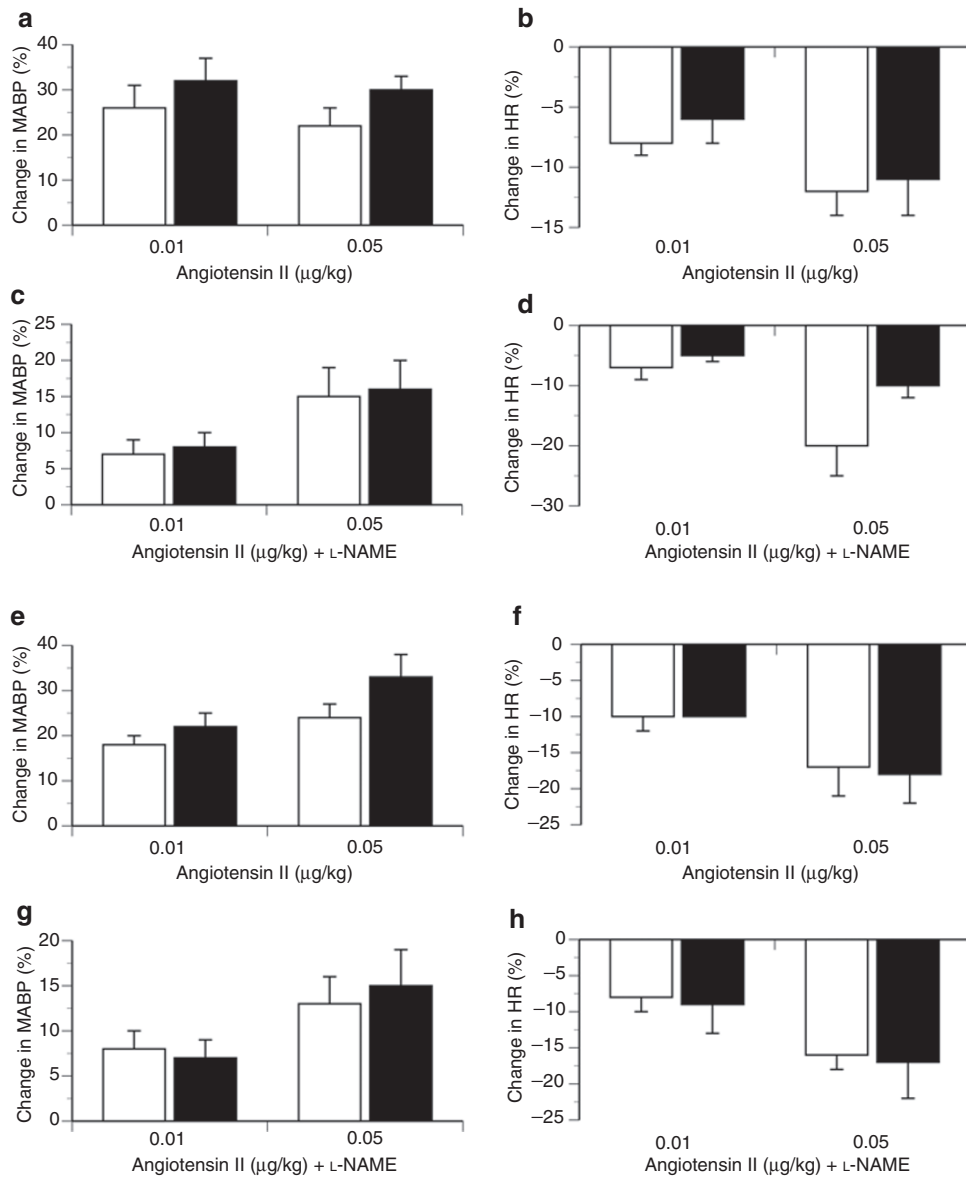 a
Change in MABP (%)
40
30
20
10
0
0.01
0.05
Angiotensin II (μg/kg)
b
Change in HR (%)
0
−5
−10
−15
0.01
0.05
Angiotensin II (μg/kg)
c
Change in MABP (%)
25
20
15
10
5
0
0.01
0.05
Angiotensin II (μg/kg) + L-NAME
d
Change in HR (%)
0
−10
−20
−30
0.01
0.05
Angiotensin II (μg/kg) + L-NAME
e
Change in MABP (%)
40
30
20
10
0
0.01
0.05
Angiotensin II (μg/kg)
f
Change in HR (%)
0
−5
−10
−15
−20
−25
0.01
0.05
Angiotensin II (μg/kg)
g
Change in MABP (%)
20
15
10
5
0
0.01
0.05
Angiotensin II (μg/kg) + L-NAME
h
Change in HR (%)
0
−5
−10
−15
−20
−25
0.01
0.05
Angiotensin II (μg/kg) + L-NAME